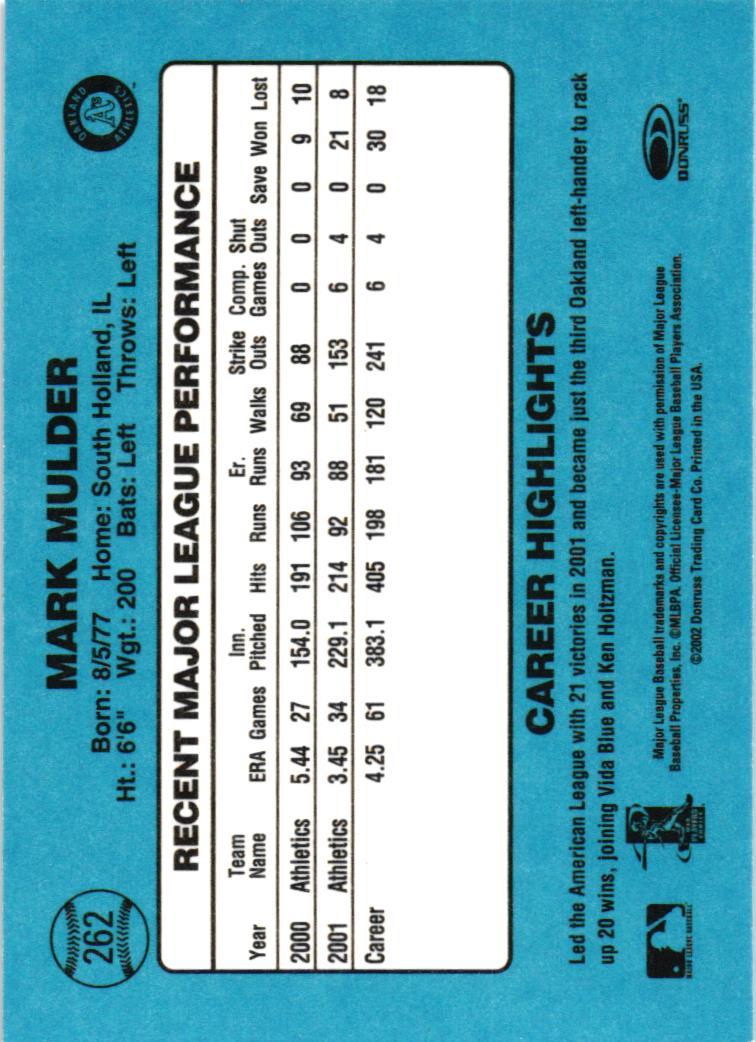 262
MARK MULDER
Born: 8/5/77 Home: South Holland, IL
Ht.: 6'6" Wgt.: 200 Bats: Left Throws: Left
OAKLAND A's ATHLETICS
RECENT MAJOR LEAGUE PERFORMANCE
Year Team Name ERA Games Inn. Pitched Hits Runs Er. Runs Walks Strike Outs Comp. Games Shut Outs Save Won Lost
2000 Athletics 5.44 27 154.0 191 106 93 69 88 0 0 0 9 10
2001 Athletics 3.45 34 229.1 214 92 88 51 153 6 4 0 21 8
Career 4.25 61 383.1 405 198 181 120 241 6 4 0 30 18
CAREER HIGHLIGHTS
Led the American League with 21 victories in 2001 and became just the third Oakland left-hander to rack
up 20 wins, joining Vida Blue and Ken Holtzman.
MAJOR LEAGUE BASEBALL
PLAYERS CHOICE
Major League Baseball trademarks and copyrights are used with permission of Major League
Baseball Properties, Inc. ©MLBPA. Official Licensee-Major League Baseball Players Association.
©2002 Donruss Trading Card Co. Printed in the USA.
DONRUSS®